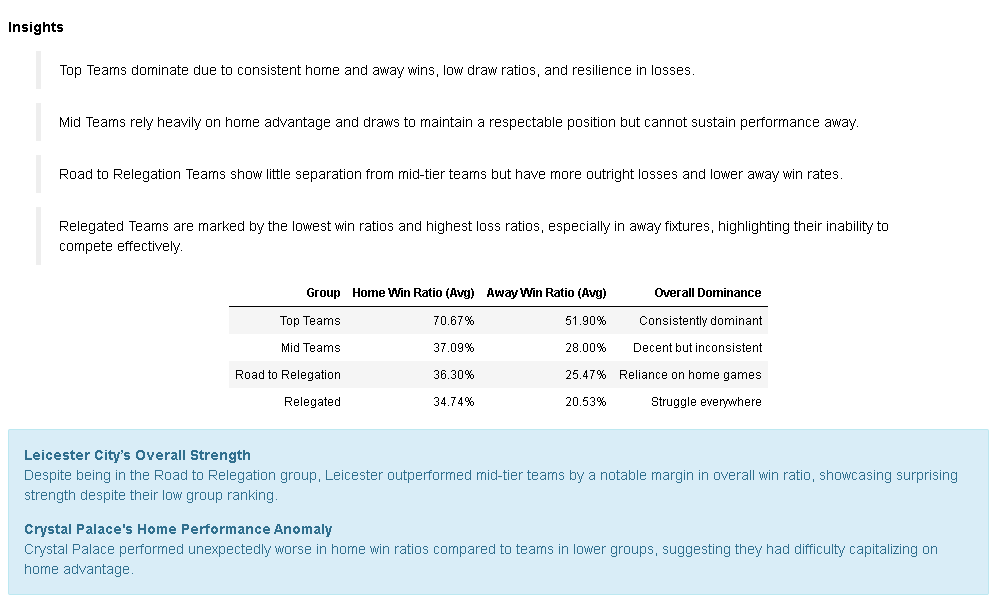 Insights
Top Teams dominate due to consistent home and away wins, low draw ratios, and resilience in losses.
Mid Teams rely heavily on home advantage and draws to maintain a respectable position but cannot sustain performance away.
Road to Relegation Teams show little separation from mid-tier teams but have more outright losses and lower away win rates.
Relegated Teams are marked by the lowest win ratios and highest loss ratios, especially in away fixtures, highlighting their inability to
compete effectively.
Group Home Win Ratio (Avg) Away Win Ratio (Avg) Overall Dominance
Top Teams 70.67% 51.90% Consistently dominant
Mid Teams 37.09% 28.00% Decent but inconsistent
Road to Relegation 36.30% 25.47% Reliance on home games
Relegated 34.74% 20.53% Struggle everywhere
Leicester City’s Overall Strength
Despite being in the Road to Relegation group, Leicester outperformed mid-tier teams by a notable margin in overall win ratio, showcasing surprising
strength despite their low group ranking.
Crystal Palace's Home Performance Anomaly
Crystal Palace performed unexpectedly worse in home win ratios compared to teams in lower groups, suggesting they had difficulty capitalizing on
home advantage.